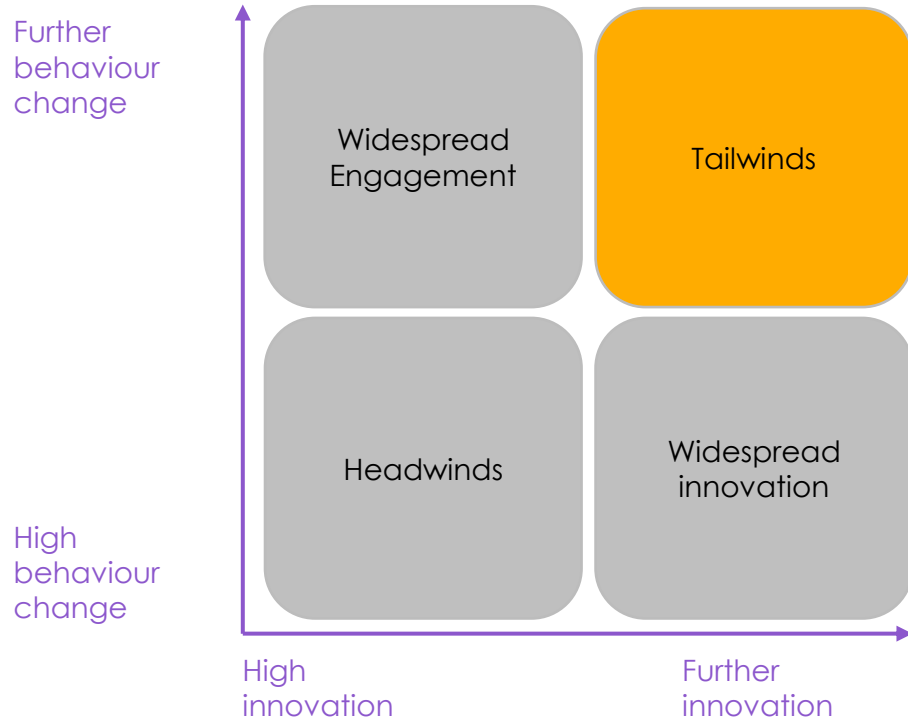 Further
behaviour
change
Widespread
Engagement
Tailwinds
Headwinds
Widespread
innovation
High
behaviour
change
High
innovation
Further
innovation